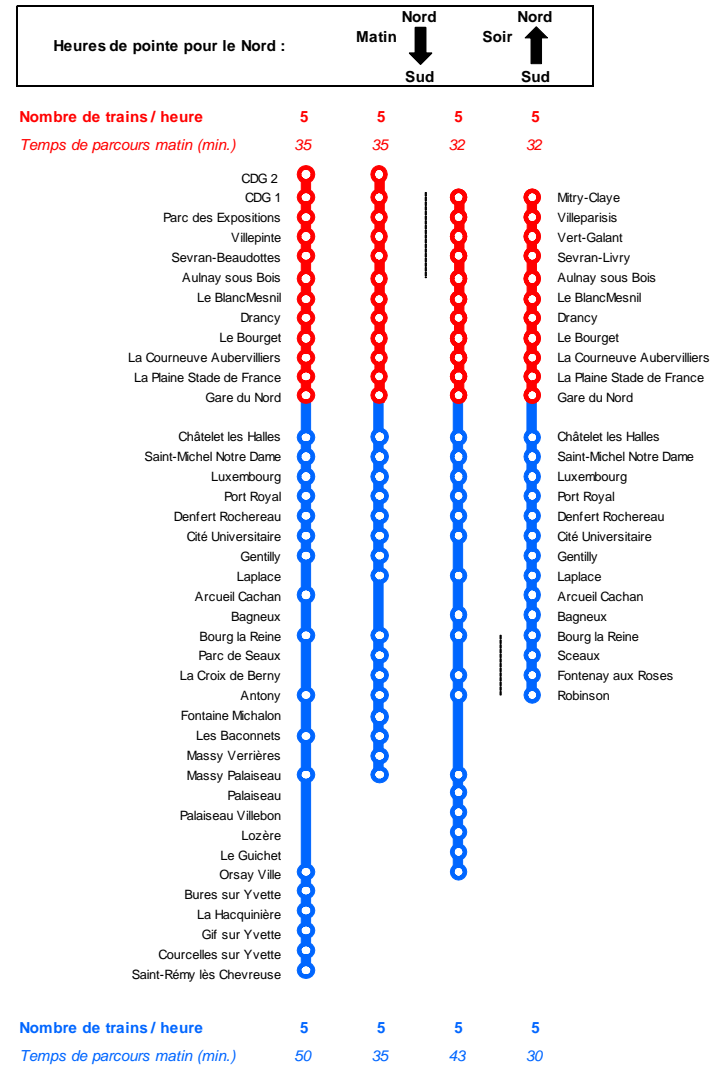 Nord Nord
Heures de pointe pour le Nord : Matin Soir
Sud Sud
Nombre de trains / heure 5 5 5 5
Temps de parcours matin (min.) 35 35 32 32
CDG 2
CDG 1 Mitry-Claye
Parc des Expositions Villeparisis
Villepinte Vert-Galant
Sevran-Beaudottes Sevran-Livry
Aulnay sous Bois Aulnay sous Bois
Le BlancMesnil Le BlancMesnil
Drancy Drancy
Le Bourget Le Bourget
La Courneuve Aubervilliers La Courneuve Aubervilliers
La Plaine Stade de France La Plaine Stade de France
Gare du Nord Gare du Nord
Châtelet les Halles Châtelet les Halles
Saint-Michel Notre Dame Saint-Michel Notre Dame
Luxembourg Luxembourg
Port Royal Port Royal
Denfert Rochereau Denfert Rochereau
Cité Universitaire Cité Universitaire
Gentilly Gentilly
Laplace Laplace
Arcueil Cachan Arcueil Cachan
Bagneux Bagneux
Bourg la Reine Bourg la Reine
Parc de Seaux Sceaux
La Croix de Berny Fontenay aux Roses
Antony Robinson
Fontaine Michalon
Les Baconnets
Massy Verrières
Massy Palaiseau
Palaiseau
Palaiseau Villebon
Lozère
Le Guichet
Orsay Ville
Bures sur Yvette
La Hacquinière
Gif sur Yvette
Courcelles sur Yvette
Saint-Rémy lès Chevreuse
Nombre de trains / heure 5 5 5 5
Temps de parcours matin (min.) 50 35 43 30